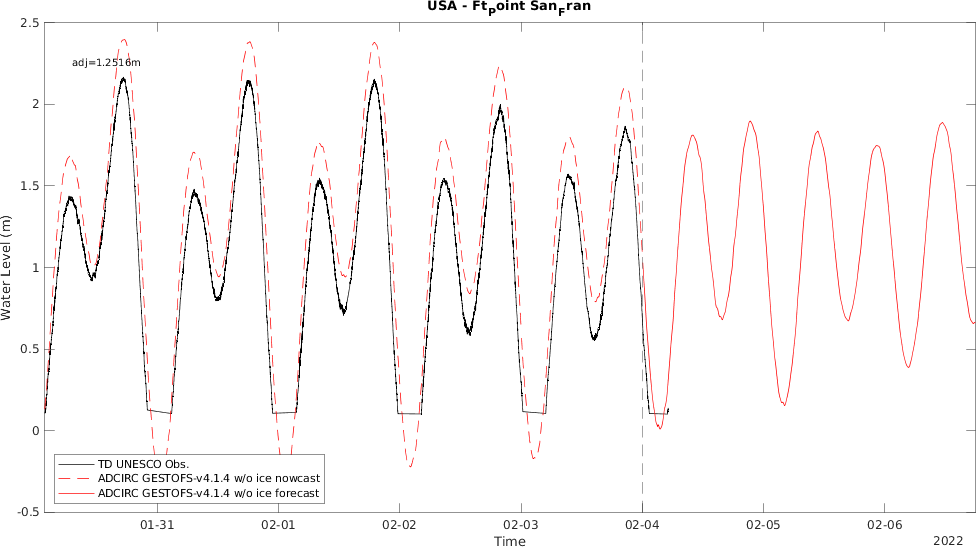 USA - Ft_Point San_Fran
2.5
adj=1.2516m
2
1.5
1
0.5
0
-0.5
Water Level (m)
TD UNESCO Obs.
ADCIRC GESTOFS-v4.1.4 w/o ice nowcast
ADCIRC GESTOFS-v4.1.4 w/o ice forecast
01-31 02-01 02-02 02-03 02-04 02-05 02-06
Time
2022